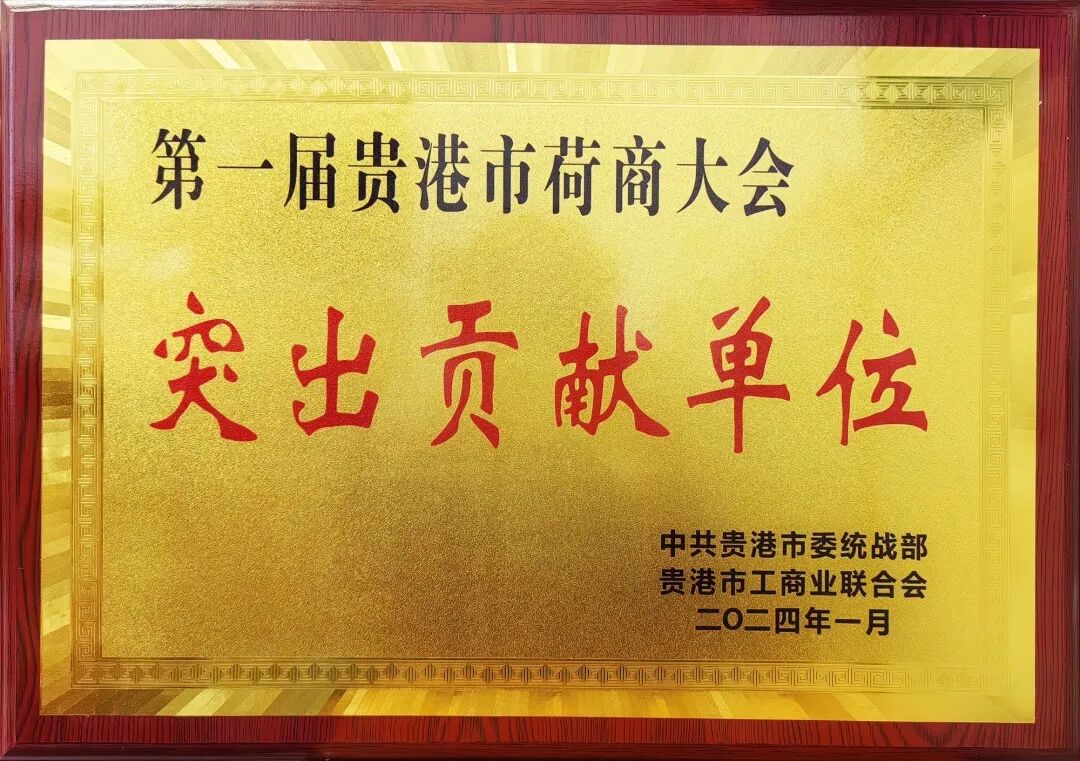 第一届贵港市荷商大会
突出贡献单位
中共贵港市委统战部
贵港市工商业联合会
二〇二四年一月